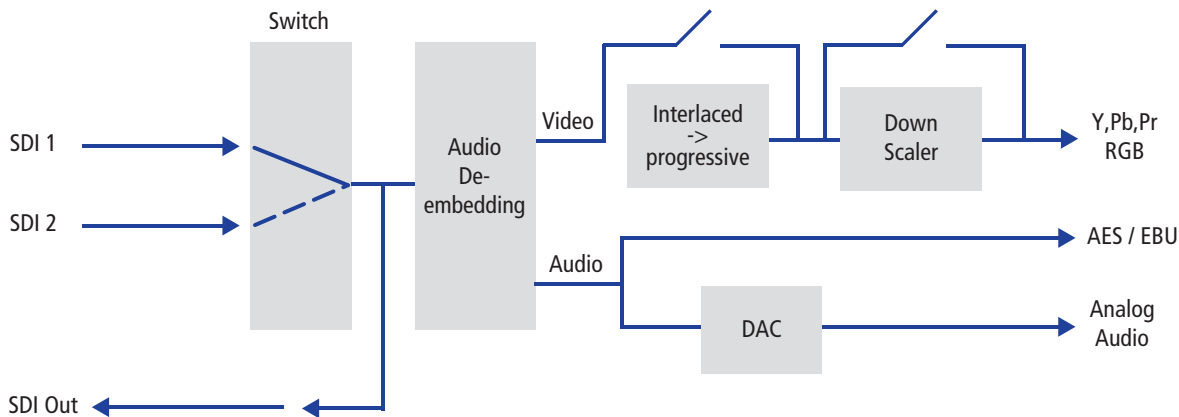 Switch
SDI 1
SDI 2
SDI Out
Audio
De-
embedding
Video
Audio
Interlaced
->
progressive
Down
Scaler
DAC
Y,Pb,Pr
RGB
AES / EBU
Analog
Audio